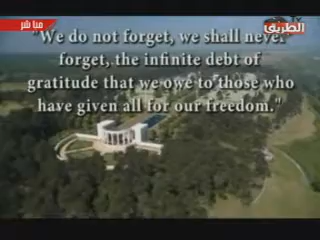 مباشر
الطريق
TV
"We do not forget, we shall never
forget, the infinite debt of
gratitude that we owe to those who
have given all for our freedom."